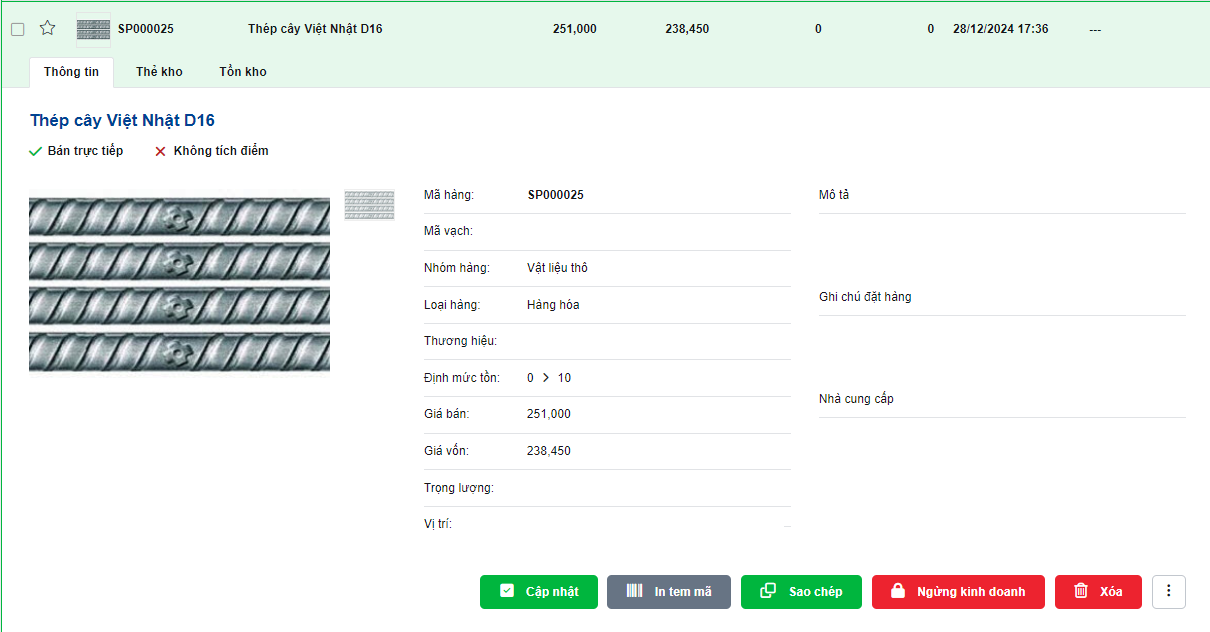 SP000025 Thép cây Việt Nhật D16 251,000 238,450 0 0 28/12/2024 17:36 ---
Thông tin Thẻ kho Tồn kho
Thép cây Việt Nhật D16
Bán trực tiếp Không tích điểm
Mã hàng: SP000025
Mã vạch:
Nhóm hàng: Vật liệu thô
Loại hàng: Hàng hóa
Thương hiệu:
Định mức tồn: 0 > 10
Giá bán: 251,000
Giá vốn: 238,450
Trọng lượng:
Vị trí:
Mô tả
Ghi chú đặt hàng
Nhà cung cấp
Cập nhật In tem mã Sao chép Ngừng kinh doanh Xóa